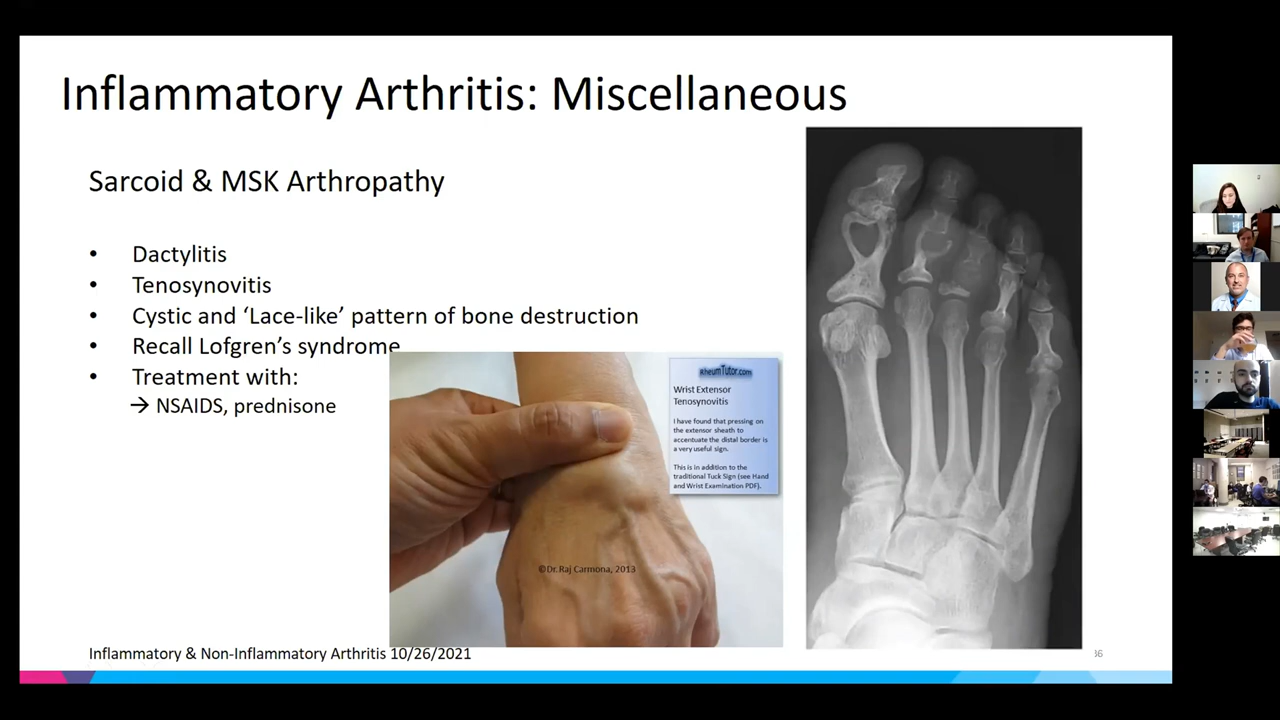 Inflammatory Arthritis: Miscellaneous
Sarcoid & MSK Arthropathy
• Dactylitis
• Tenosynovitis
• Cystic and ‘Lace-like’ pattern of bone destruction
• Recall Lofgren’s syndrome
• Treatment with:
→ NSAIDS, prednisone
RheumTutor.com
Wrist Extensor
Tenosynovitis
I have found that pressing on
the extensor sheath to
accentuate the distal border is
a very useful sign.
This is in addition to the
traditional Tuck Sign (see Hand
and Wrist Examination PDF).
©Dr. Raj Carmona, 2013
Inflammatory & Non-Inflammatory Arthritis 10/26/2021
36